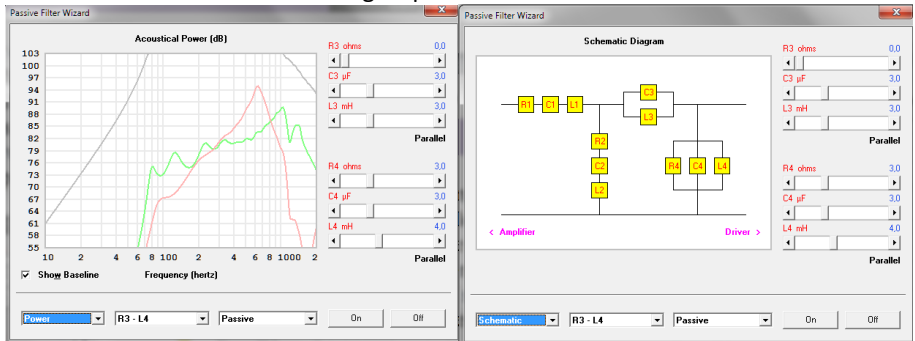 Passive Filter Wizard
Acoustical Power (dB)
103
100
97
94
91
88
85
82
79
76
73
70
67
64
61
58
55
10 2 4 6 8 100 2 4 6 8 1000 2
Show Baseline Frequency (hertz)
R3 ohms 0,0
C3 µF 3,0
L3 mH 3,0
Parallel
R4 ohms 3,0
C4 µF 3,0
L4 mH 4,0
Parallel
Power R3 - L4 Passive On Off
Passive Filter Wizard
Schematic Diagram
R1 C1 L1
C3
L3
R2
C2
L2
R4 C4 L4
< Amplifier Driver >
R3 ohms 0,0
C3 µF 3,0
L3 mH 3,0
Parallel
R4 ohms 3,0
C4 µF 3,0
L4 mH 4,0
Parallel
Schematic R3 - L4 Passive On Off